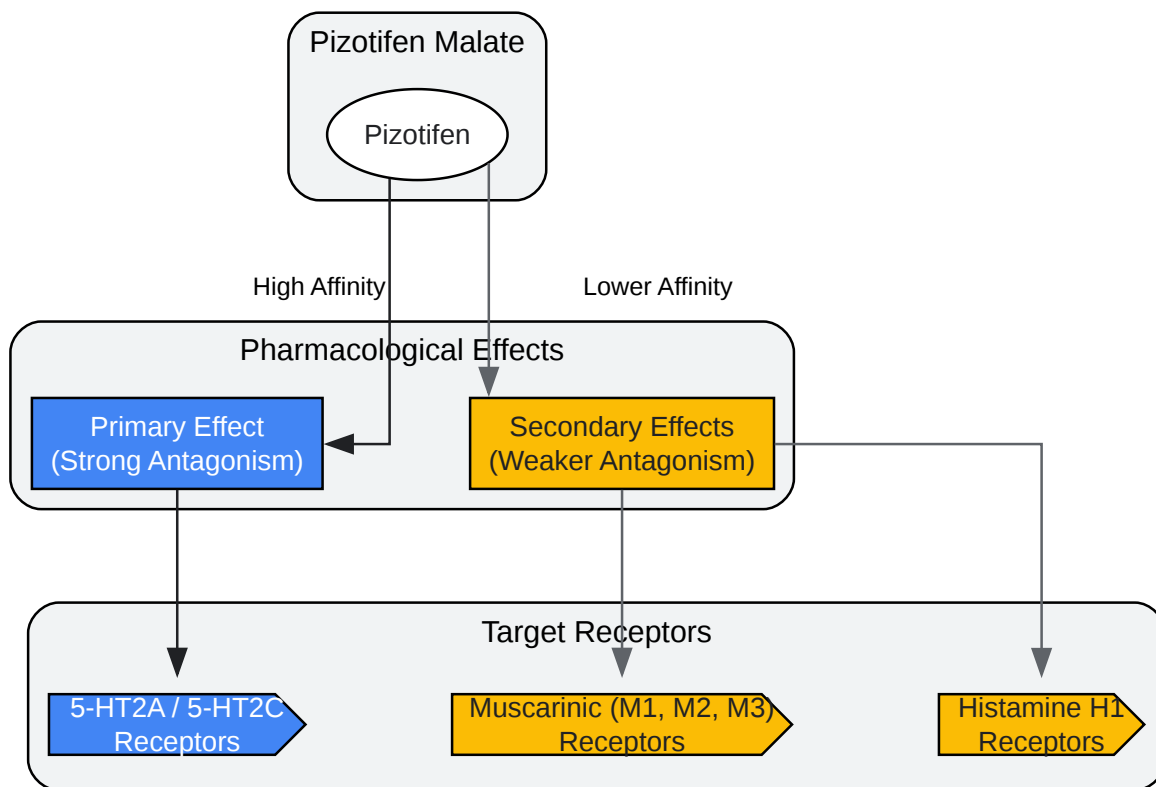 Pizotifen Malate
Pizotifen
High Affinity
Lower Affinity
Pharmacological Effects
Primary Effect
(Strong Antagonism)
Secondary Effects
(Weaker Antagonism)
Target Receptors
5-HT2A / 5-HT2C
Receptors
Muscarinic (M1, M2, M3)
Receptors
Histamine H1
Receptors